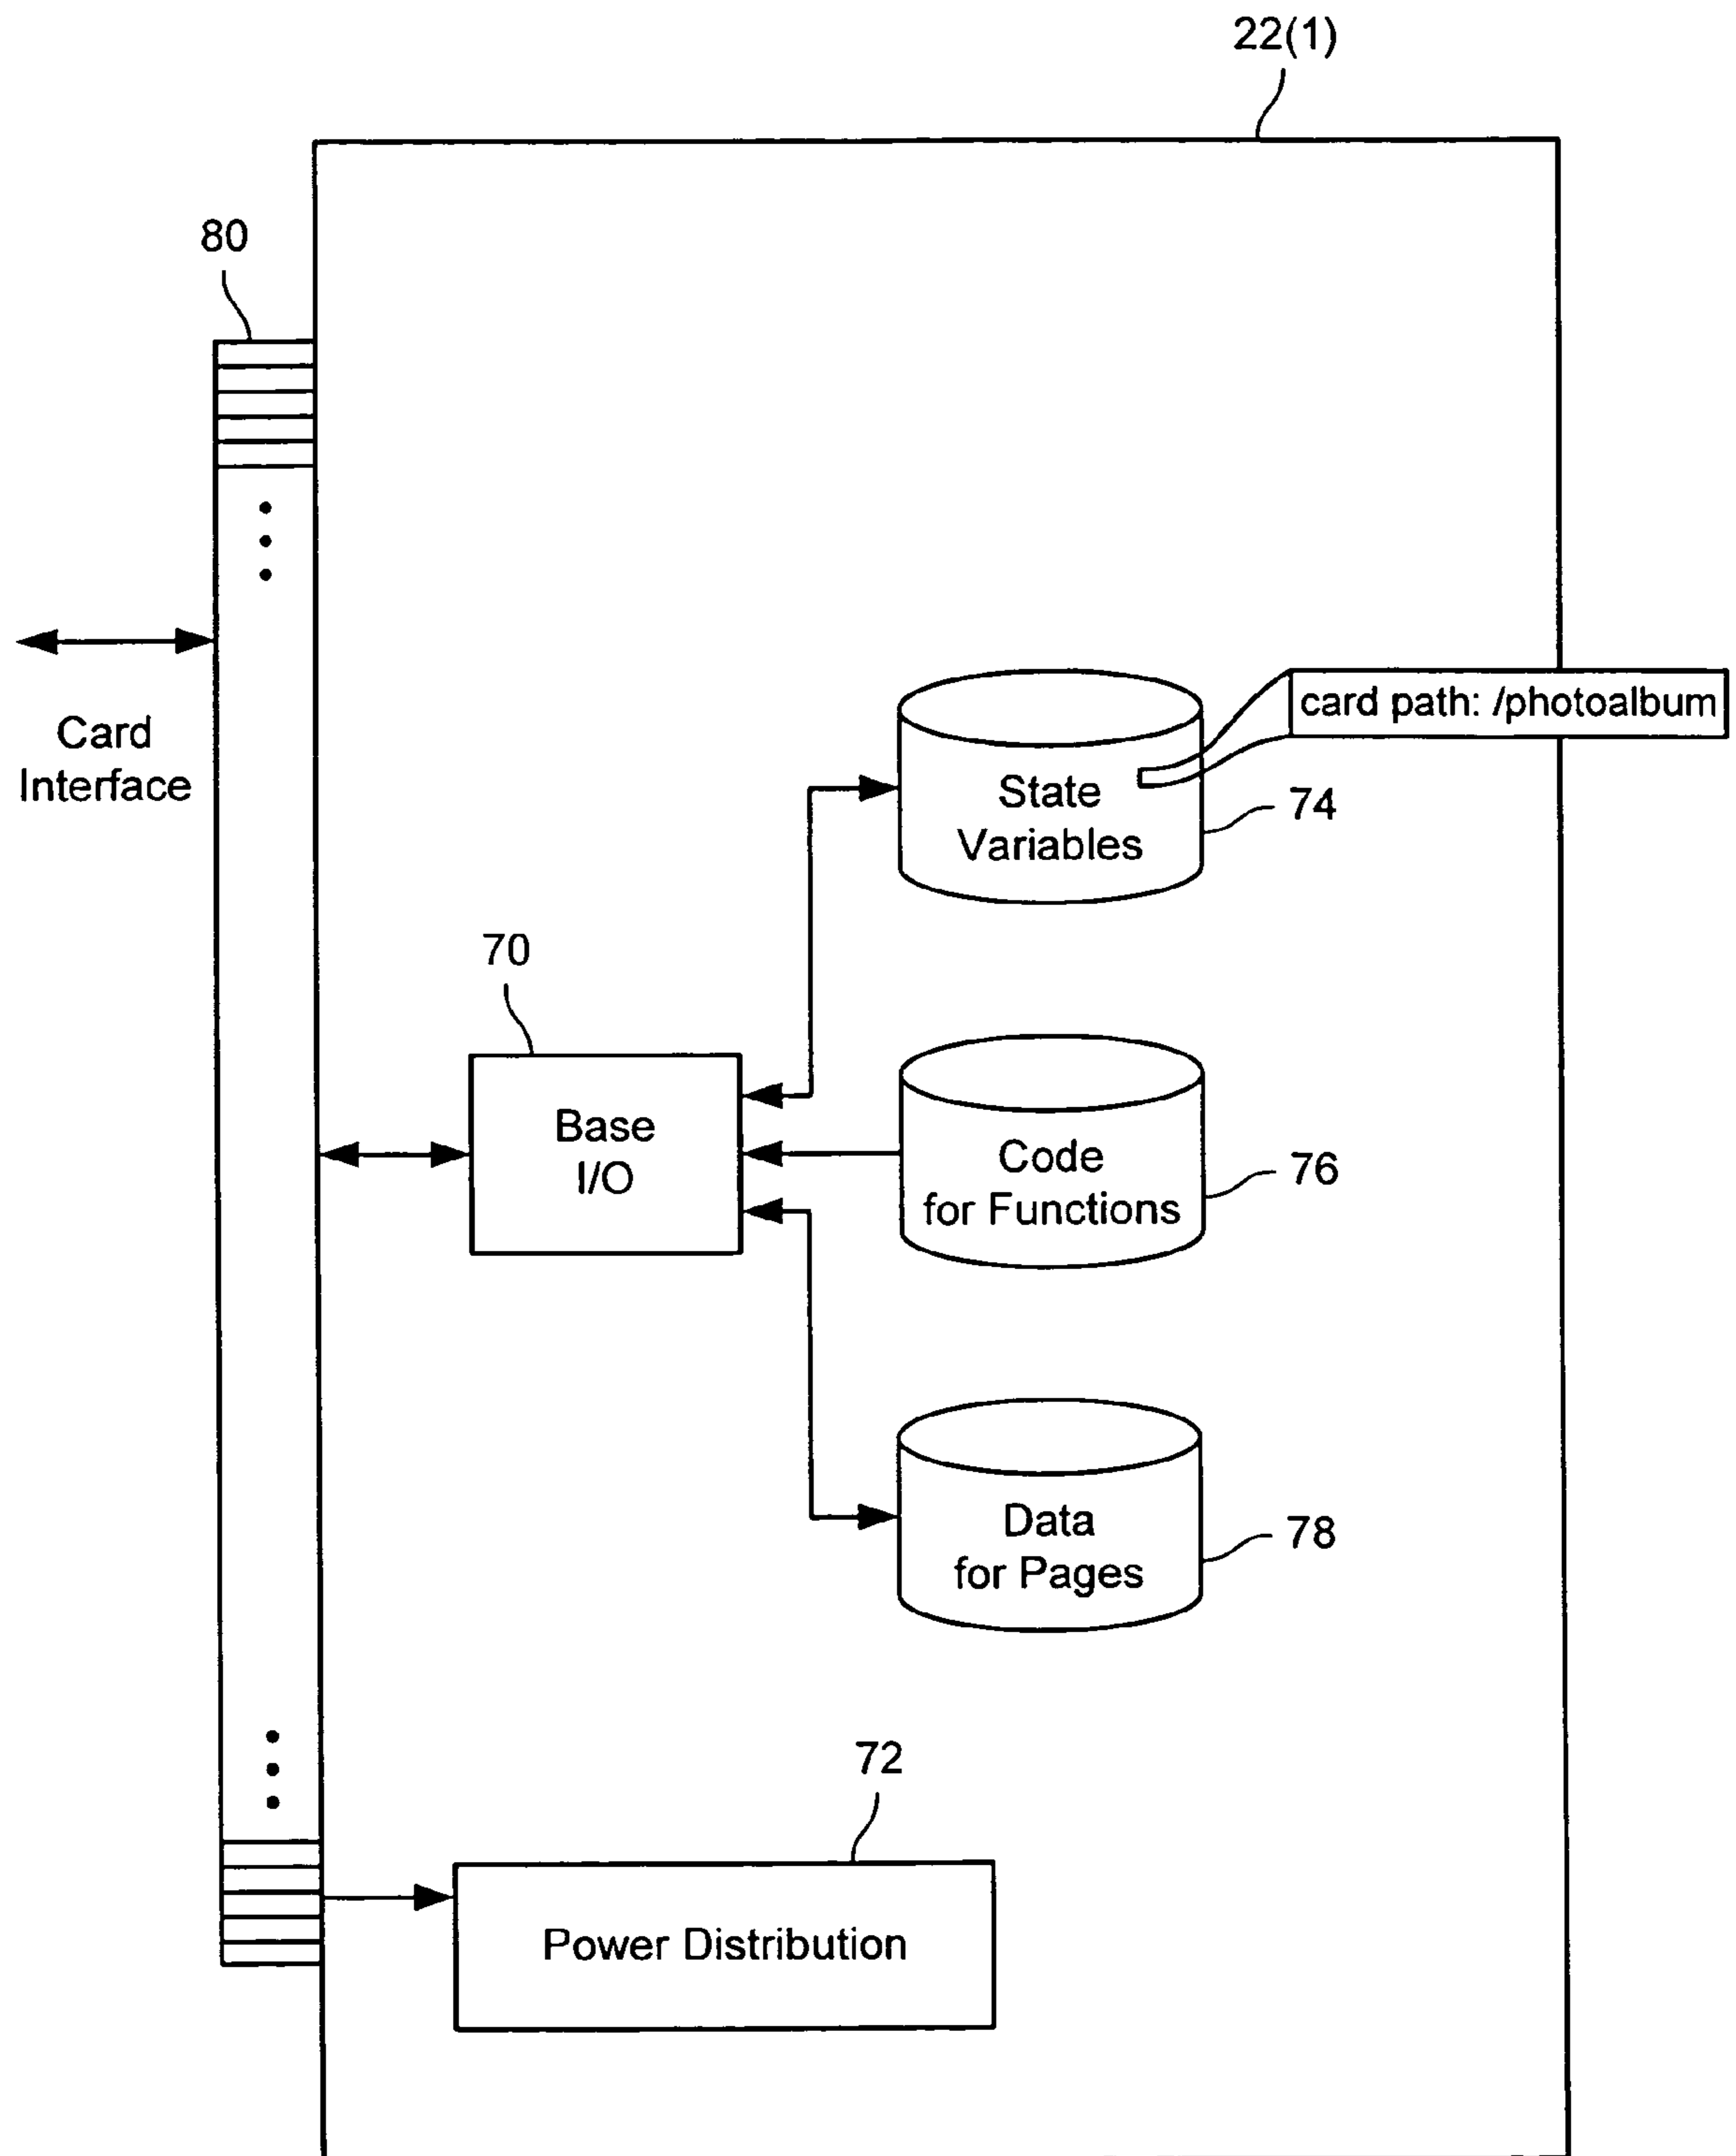 22(1)
80
Card
Interface
card path: /photoalbum
State
Variables
74
70
Base
I/O
Code
for Functions
76
Data
for Pages
78
72
Power Distribution